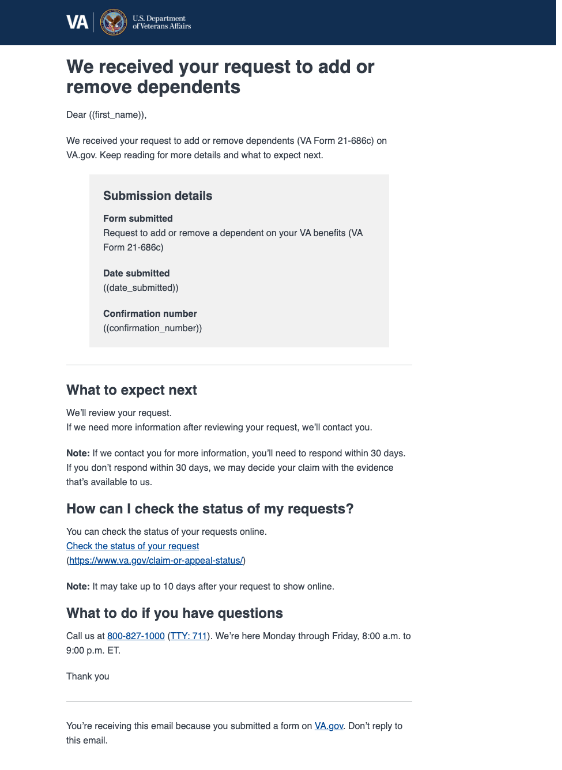 VA
U.S. Department
of Veterans Affairs
We received your request to add or
remove dependents
Dear ((first_name)),
We received your request to add or remove dependents (VA Form 21-686c) on
VA.gov. Keep reading for more details and what to expect next.
Submission details
Form submitted
Request to add or remove a dependent on your VA benefits (VA
Form 21-686c)
Date submitted
((date_submitted))
Confirmation number
((confirmation_number))
What to expect next
We'll review your request.
If we need more information after reviewing your request, we'll contact you.
Note: If we contact you for more information, you'll need to respond within 30 days.
If you don't respond within 30 days, we may decide your claim with the evidence
that's available to us.
How can I check the status of my requests?
You can check the status of your requests online.
Check the status of your request
(https://www.va.gov/claim-or-appeal-status/)
Note: It may take up to 10 days after your request to show online.
What to do if you have questions
Call us at 800-827-1000 (TTY: 711). We're here Monday through Friday, 8:00 a.m. to
9:00 p.m. ET.
Thank you
You're receiving this email because you submitted a form on VA.gov. Don't reply to
this email.